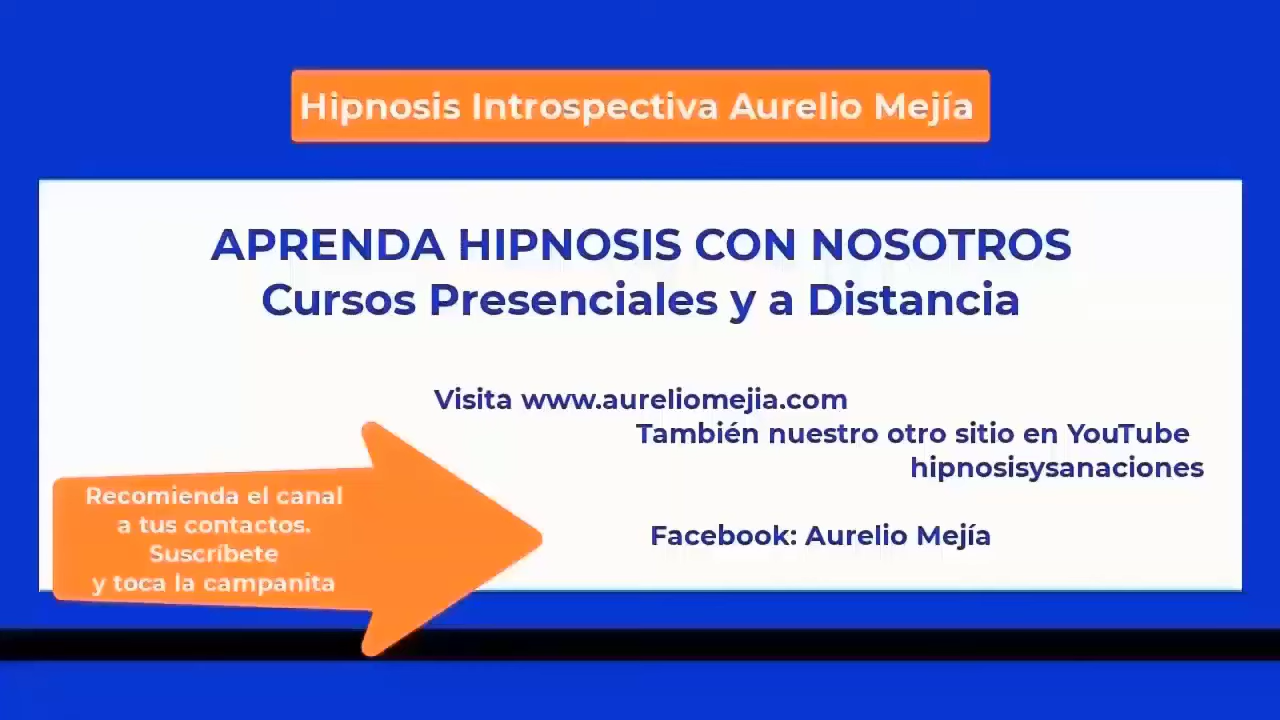 Hipnosis Introspectiva Aurelio Mejía
APRENDA HIPNOSIS CON NOSOTROS
Cursos Presenciales y a Distancia
Visita www.aureliomejia.com
También nuestro otro sitio en YouTube
hipnosisysanaciones
Facebook: Aurelio Mejía
Recomienda el canal
a tus contactos.
Suscríbete
y toca la campanita